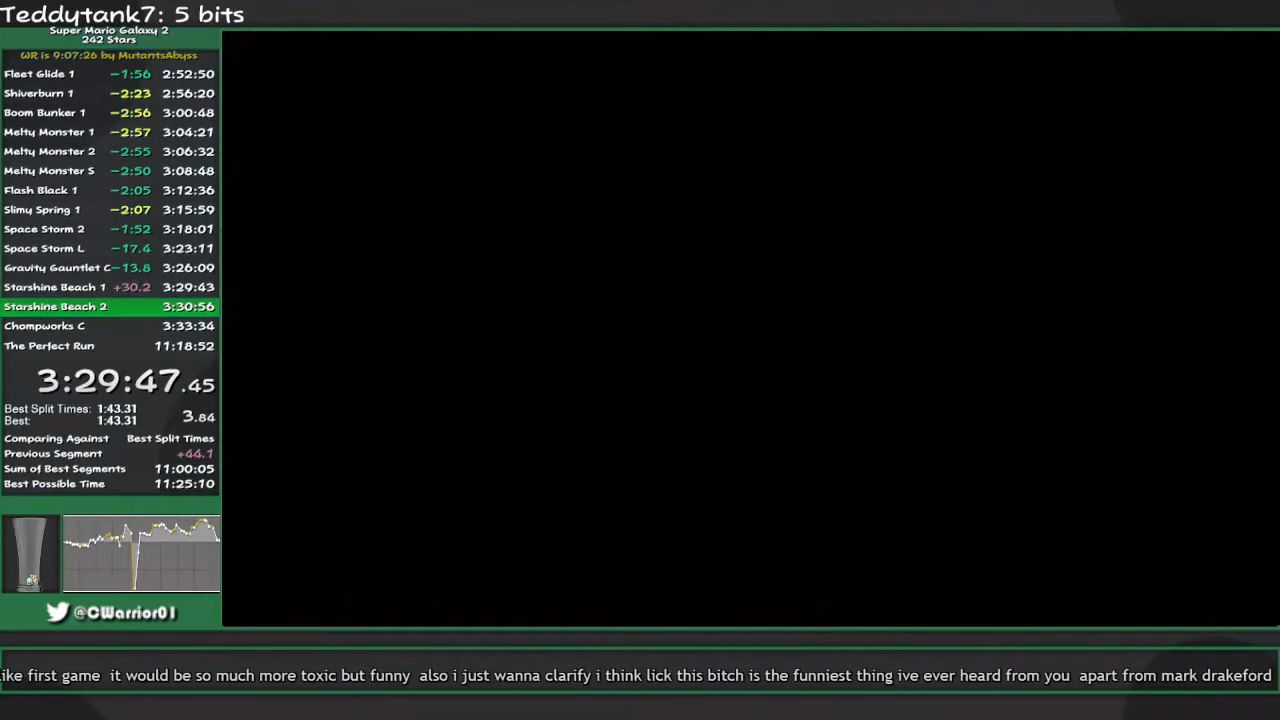 Teddytank7: 5 bits
Super Mario Galaxy 2
242 Stars
WR is 9:07:26 by MutantsAbyss
Fleet Glide 1 -1:56 2:52:50
Shiverburn 1 -2:23 2:56:20
Boom Bunker 1 -2:56 3:00:48
Melty Monster 1 -2:57 3:04:21
Melty Monster 2 -2:55 3:06:32
Melty Monster S -2:50 3:08:48
Flash Black 1 -2:05 3:12:36
Slimy Spring 1 -2:07 3:15:59
Space Storm 2 -1:52 3:18:01
Space Storm L -17.4 3:23:11
Gravity Gauntlet C -13.8 3:26:09
Starshine Beach 1 +30.2 3:29:43
Starshine Beach 2 3:30:56
Chompworks C 3:33:34
The Perfect Run 11:18:52
3:29:47.45
Best Split Times: 1:43.31 3.84
Best: 1:43.31
Comparing Against Best Split Times
Previous Segment +44.1
Sum of Best Segments 11:00:05
Best Possible Time 11:25:10
@CWarrior01
ike first game it would be so much more toxic but funny also i just wanna clarify i think lick this bitch is the funniest thing ive ever heard from you apart from mark drakeford